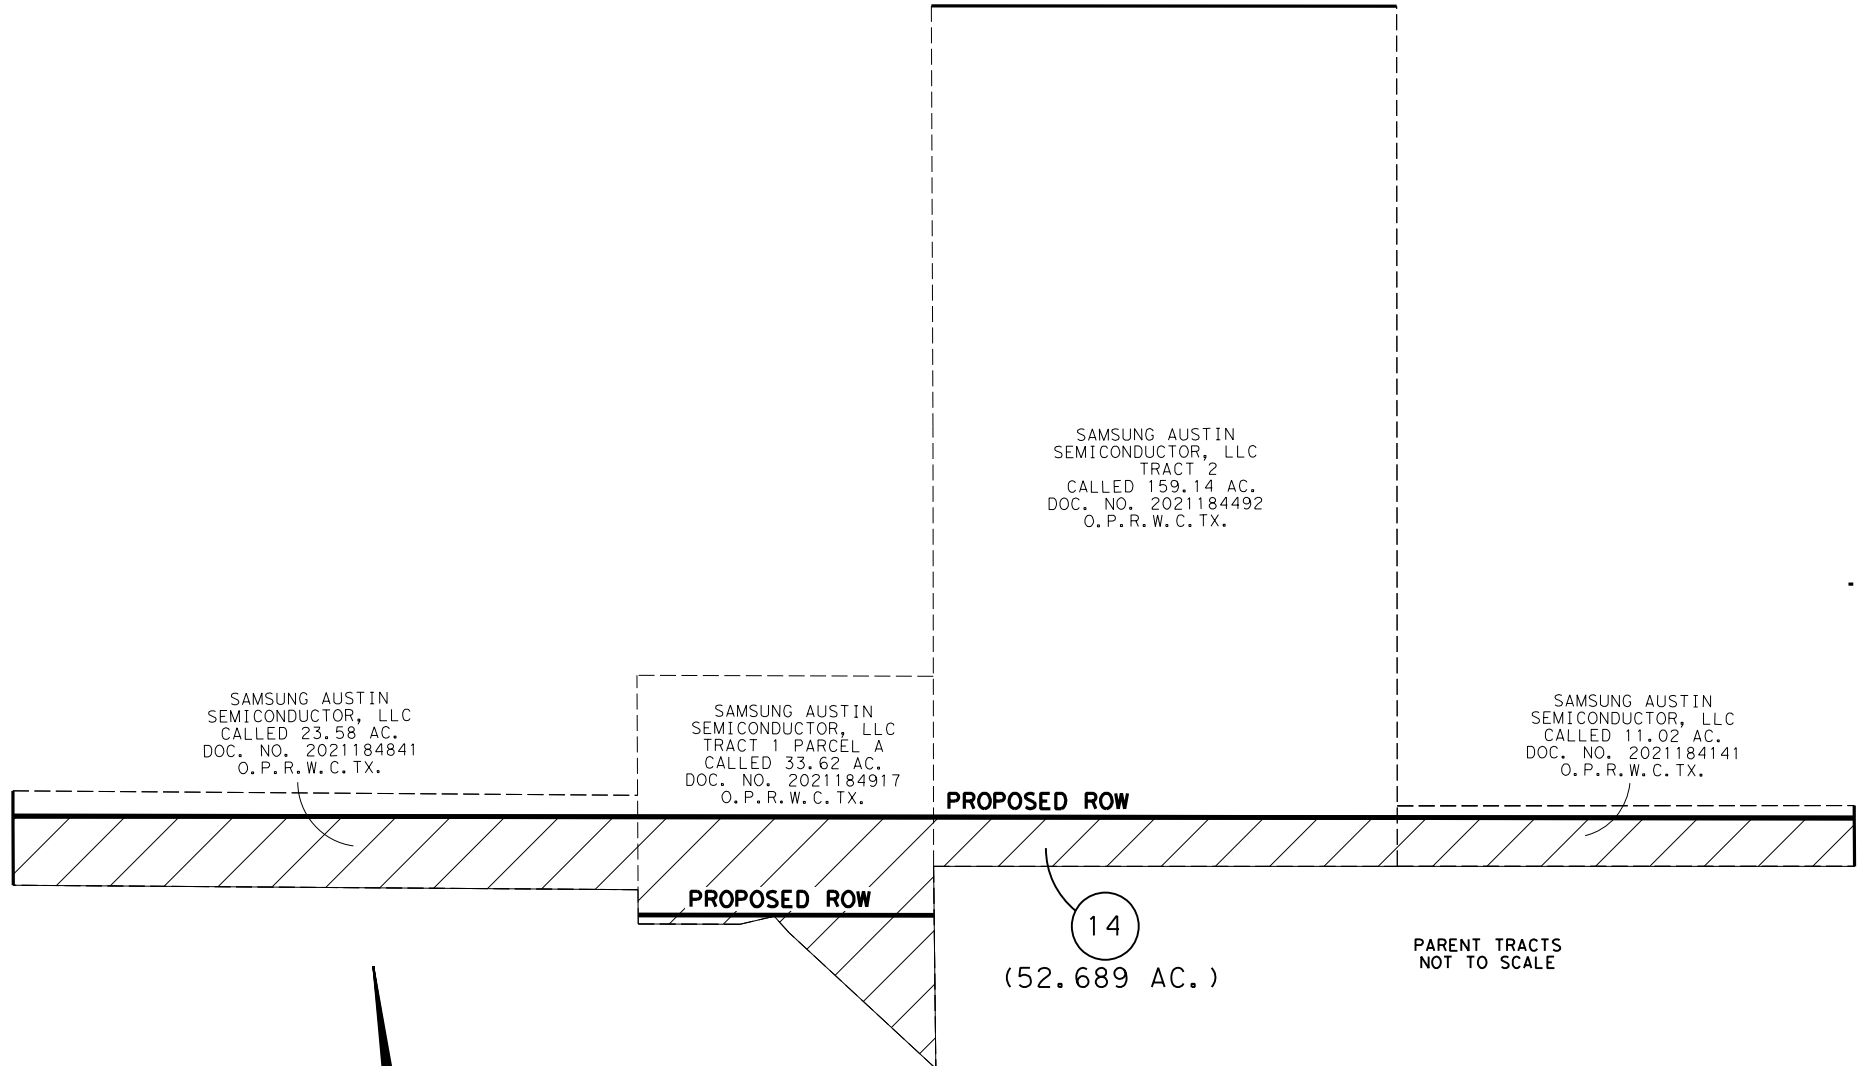 SAMSUNG AUSTIN
SEMICONDUCTOR, LLC
TRACT 2
CALLED 159.14 AC.
DOC. NO. 2021184492
O.P.R.W.C.TX.
SAMSUNG AUSTIN
SEMICONDUCTOR, LLC
CALLED 23.58 AC.
DOC. NO. 2021184841
O.P.R.W.C.TX.
SAMSUNG AUSTIN
SEMICONDUCTOR, LLC
TRACT 1 PARCEL A
CALLED 33.62 AC.
DOC. NO. 2021184917
O.P.R.W.C.TX.
SAMSUNG AUSTIN
SEMICONDUCTOR, LLC
CALLED 11.02 AC.
DOC. NO. 2021184141
O.P.R.W.C.TX.
PROPOSED ROW
PROPOSED ROW
14
(52.689 AC.)
PARENT TRACTS
NOT TO SCALE